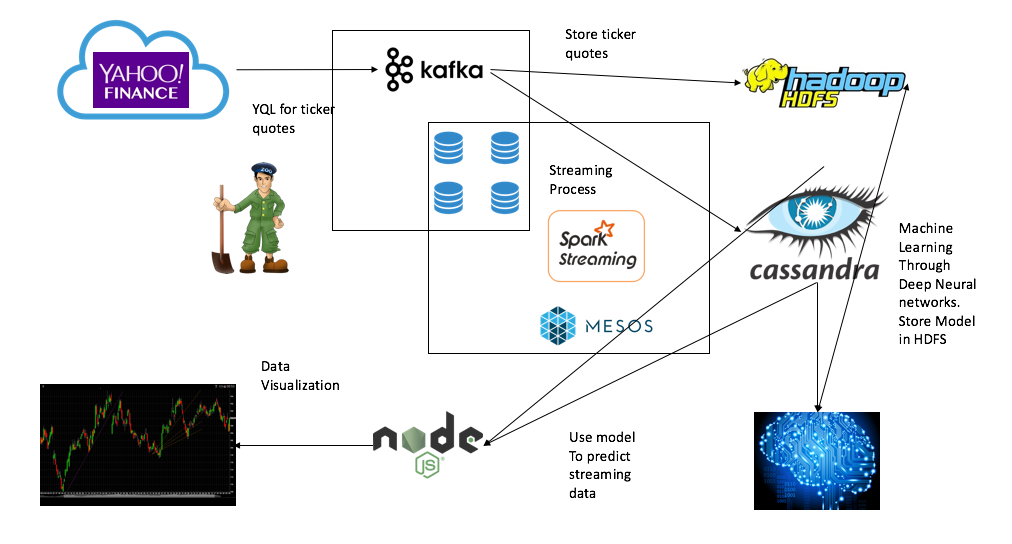 YAHOO!
FINANCE
kafka
Store ticker
quotes
hadoop
HDFS
YQL for ticker
quotes
ZOO
Streaming
Process
Spark
Streaming
MESOS
cassandra
Machine
Learning
Through
Deep Neural
networks.
Store Model
in HDFS
Data
Visualization
node
JS
Use model
To predict
streaming
data